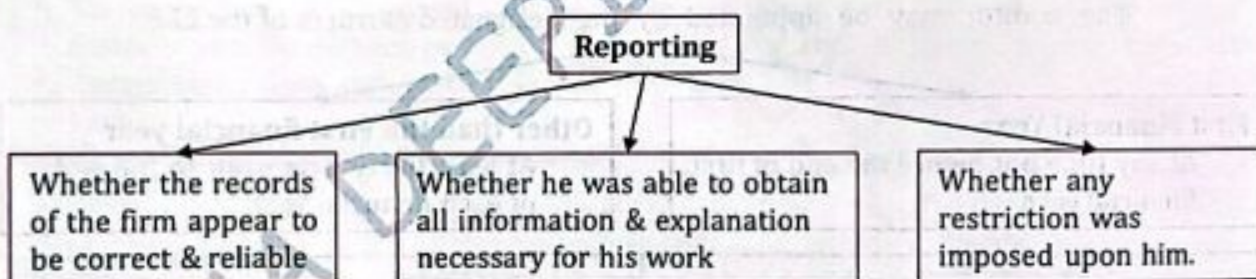 Reporting
Whether the records
of the firm appear to
be correct & reliable
Whether he was able to obtain
all information & explanation
necessary for his work
Whether any
restriction was
imposed upon him.